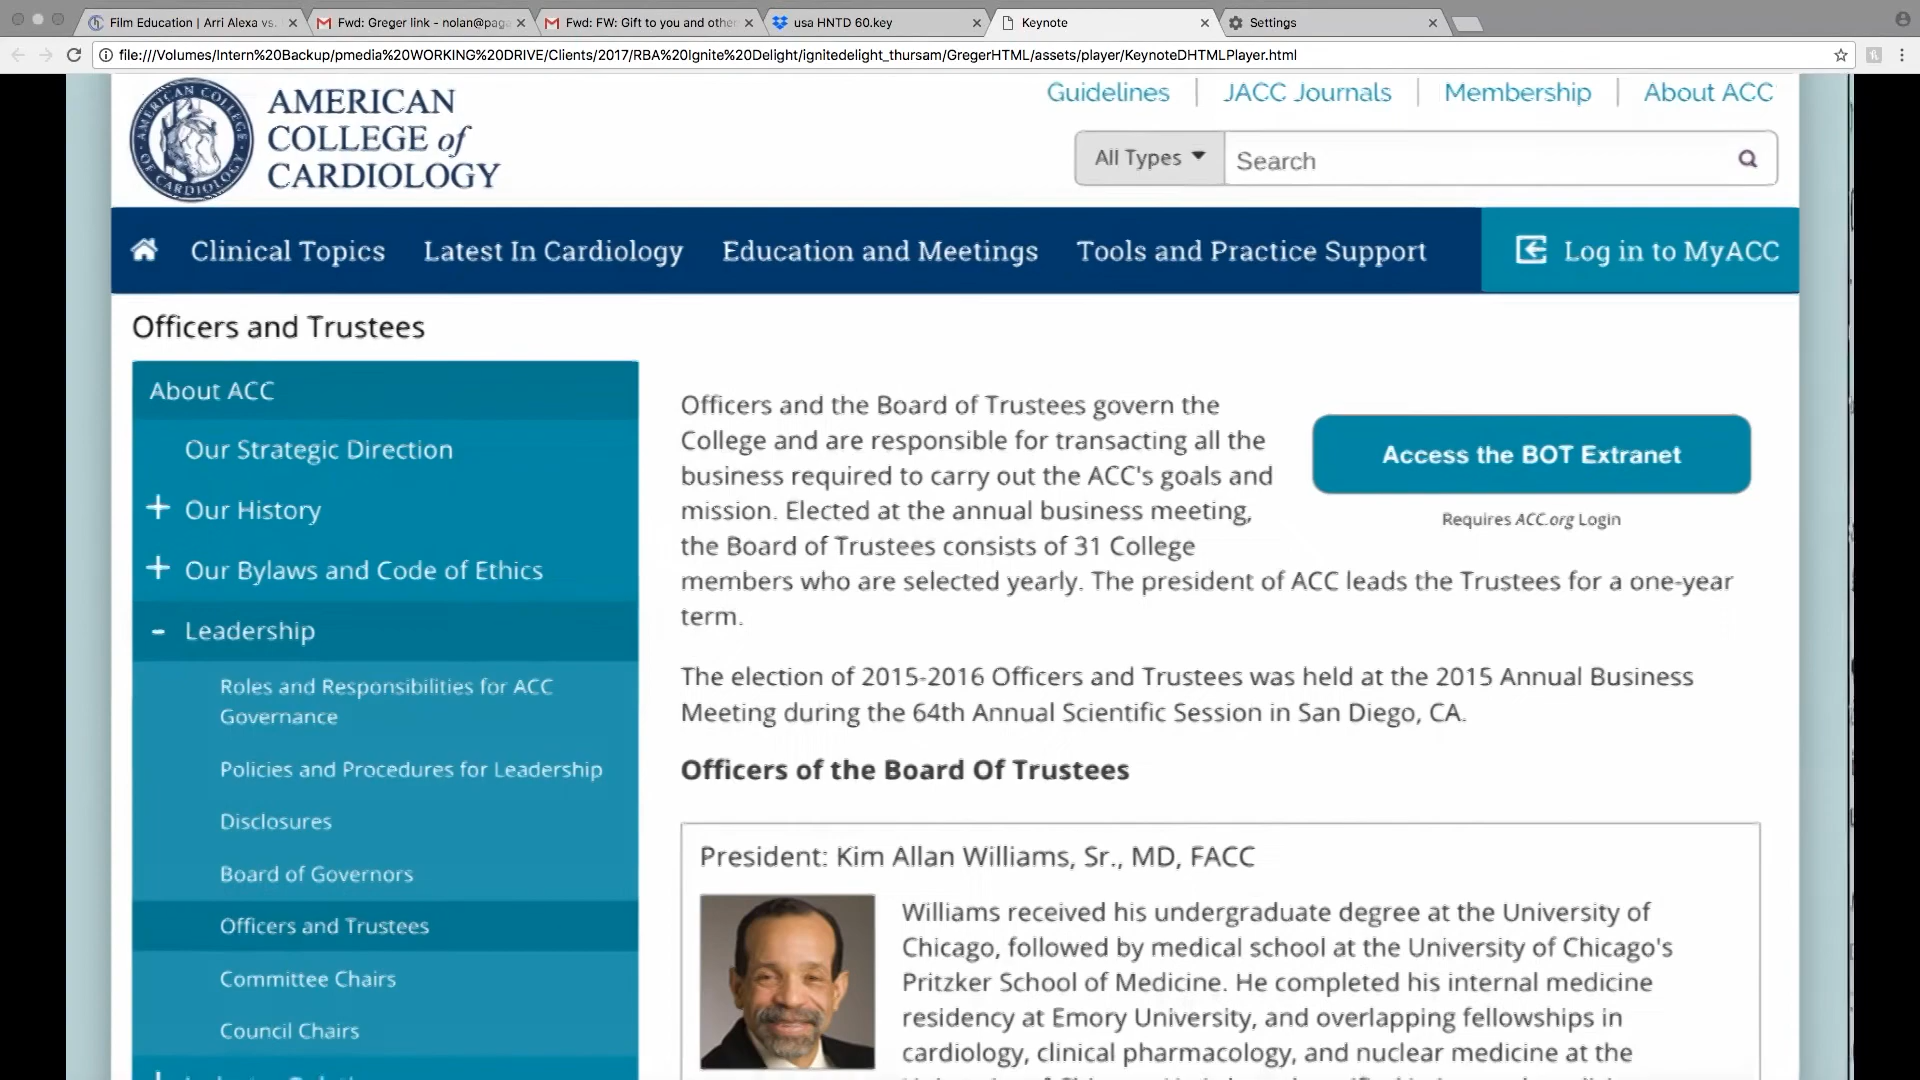 Film Education | Arri Alexa vs.
Fwd: Greger link - nolan@pag
Fwd: FW: Gift to you and othe
usa HNTD 60.key
Keynote
Settings
file:///Volumes/Intern%20Backup/pmedia%20WORKING%20DRIVE/Clients/2017/RBA%20Ignite%20Delight/ignitedelight_thursam/GregerHTML/assets/player/KeynoteDHTMLPlayer.html
AMERICAN COLLEGE OF CARDIOLOGY
AMERICAN
COLLEGE of
CARDIOLOGY
Guidelines
JACC Journals
Membership
About ACC
All Types
Search
Clinical Topics
Latest In Cardiology
Education and Meetings
Tools and Practice Support
Log in to MyACC
Officers and Trustees
About ACC
Our Strategic Direction
+ Our History
+ Our Bylaws and Code of Ethics
- Leadership
Roles and Responsibilities for ACC
Governance
Policies and Procedures for Leadership
Disclosures
Board of Governors
Officers and Trustees
Committee Chairs
Council Chairs
Officers and the Board of Trustees govern the
College and are responsible for transacting all the
business required to carry out the ACC's goals and
mission. Elected at the annual business meeting,
the Board of Trustees consists of 31 College
members who are selected yearly. The president of ACC leads the Trustees for a one-year
term.
Access the BOT Extranet
Requires ACC.org Login
The election of 2015-2016 Officers and Trustees was held at the 2015 Annual Business
Meeting during the 64th Annual Scientific Session in San Diego, CA.
Officers of the Board Of Trustees
President: Kim Allan Williams, Sr., MD, FACC
Williams received his undergraduate degree at the University of
Chicago, followed by medical school at the University of Chicago's
Pritzker School of Medicine. He completed his internal medicine
residency at Emory University, and overlapping fellowships in
cardiology, clinical pharmacology, and nuclear medicine at the